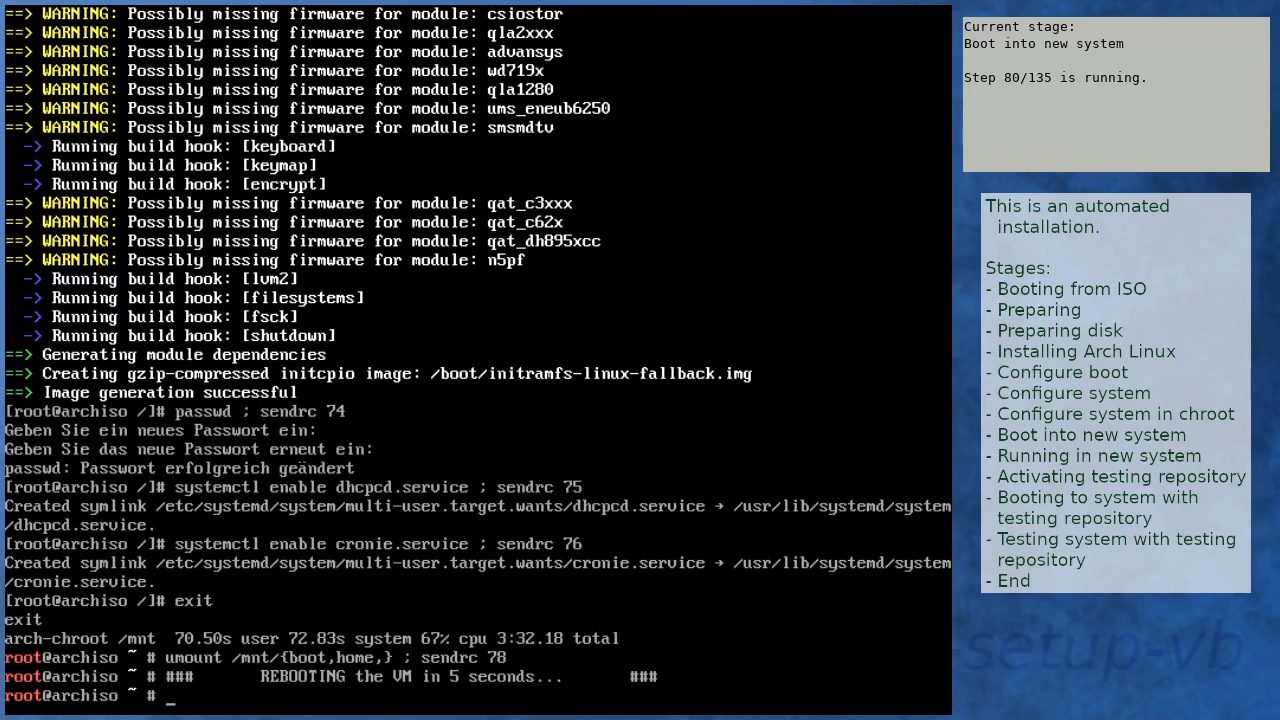 ==> WARNING: Possibly missing firmware for module: csiostor
==> WARNING: Possibly missing firmware for module: qla2xxx
==> WARNING: Possibly missing firmware for module: advansys
==> WARNING: Possibly missing firmware for module: wd719x
==> WARNING: Possibly missing firmware for module: qla1280
==> WARNING: Possibly missing firmware for module: ums_eneub6250
==> WARNING: Possibly missing firmware for module: smsmdtv
-> Running build hook: [keyboard]
-> Running build hook: [keymap]
-> Running build hook: [encrypt]
==> WARNING: Possibly missing firmware for module: qat_c3xxx
==> WARNING: Possibly missing firmware for module: qat_c62x
==> WARNING: Possibly missing firmware for module: qat_dh895xcc
==> WARNING: Possibly missing firmware for module: n5pf
-> Running build hook: [lvm2]
-> Running build hook: [filesystems]
-> Running build hook: [fsck]
-> Running build hook: [shutdown]
==> Generating module dependencies
==> Creating gzip-compressed initcpio image: /boot/initramfs-linux-fallback.img
==> Image generation successful
[root@archiso /]# passwd ; sendrc 74
Geben Sie ein neues Passwort ein:
Geben Sie das neue Passwort erneut ein:
passwd: Passwort erfolgreich geändert
[root@archiso /]# systemctl enable dhcpcd.service ; sendrc 75
Created symlink /etc/systemd/system/multi-user.target.wants/dhcpcd.service → /usr/lib/systemd/system
/dhcpcd.service.
[root@archiso /]# systemctl enable cronie.service ; sendrc 76
Created symlink /etc/systemd/system/multi-user.target.wants/cronie.service → /usr/lib/systemd/system
/cronie.service.
[root@archiso /]# exit
exit
arch-chroot /mnt  70.50s user 72.83s system 67% cpu 3:32.18 total
root@archiso ~ # umount /mnt/{boot,home,} ; sendrc 78
root@archiso ~ # ###       REBOOTING the VM in 5 seconds...       ###
root@archiso ~ # _
Current stage:
Boot into new system
Step 80/135 is running.
This is an automated
installation.
Stages:
- Booting from ISO
- Preparing
- Preparing disk
- Installing Arch Linux
- Configure boot
- Configure system
- Configure system in chroot
- Boot into new system
- Running in new system
- Activating testing repository
- Booting to system with
testing repository
- Testing system with testing
repository
- End
-setup-vb